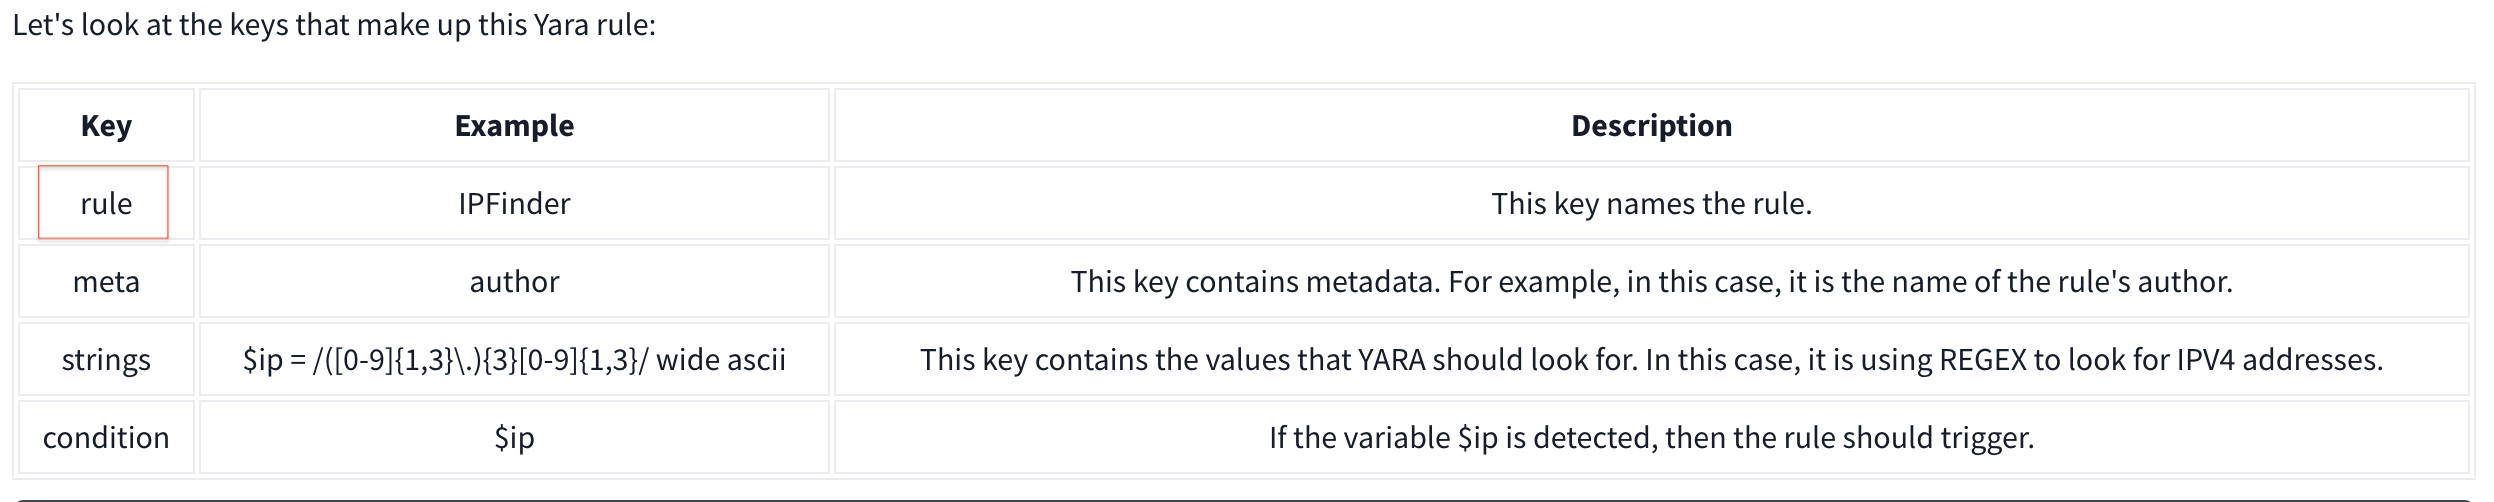 Let's look at the keys that make up this Yara rule:
Key Example Description
rule IPFinder This key names the rule.
meta author This key contains metadata. For example, in this case, it is the name of the rule's author.
strings $ip = /([0-9]{1,3}\.){3}[0-9]{1,3}/ wide ascii This key contains the values that YARA should look for. In this case, it is using REGEX to look for IPV4 addresses.
condition $ip If the variable $ip is detected, then the rule should trigger.